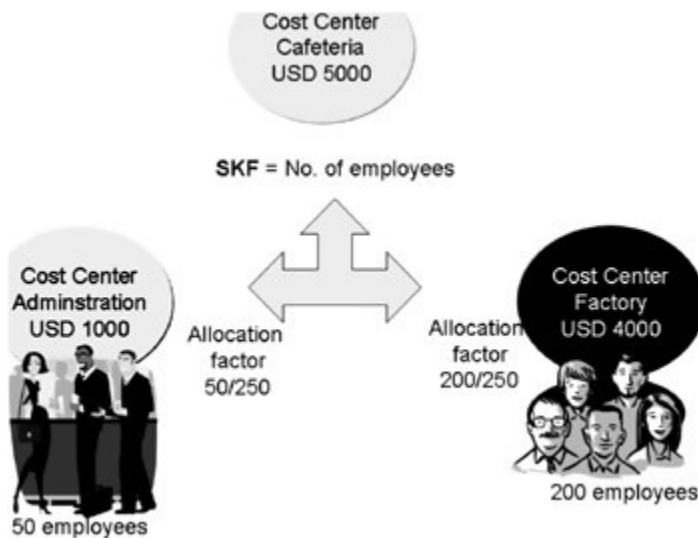 Cost Center
Cafeteria
USD 5000
SKF = No. of employees
Cost Center
Adminstration
USD 1000
Allocation
factor
50/250
50 employees
Cost Center
Factory
USD 4000
Allocation
factor
200/250
200 employees